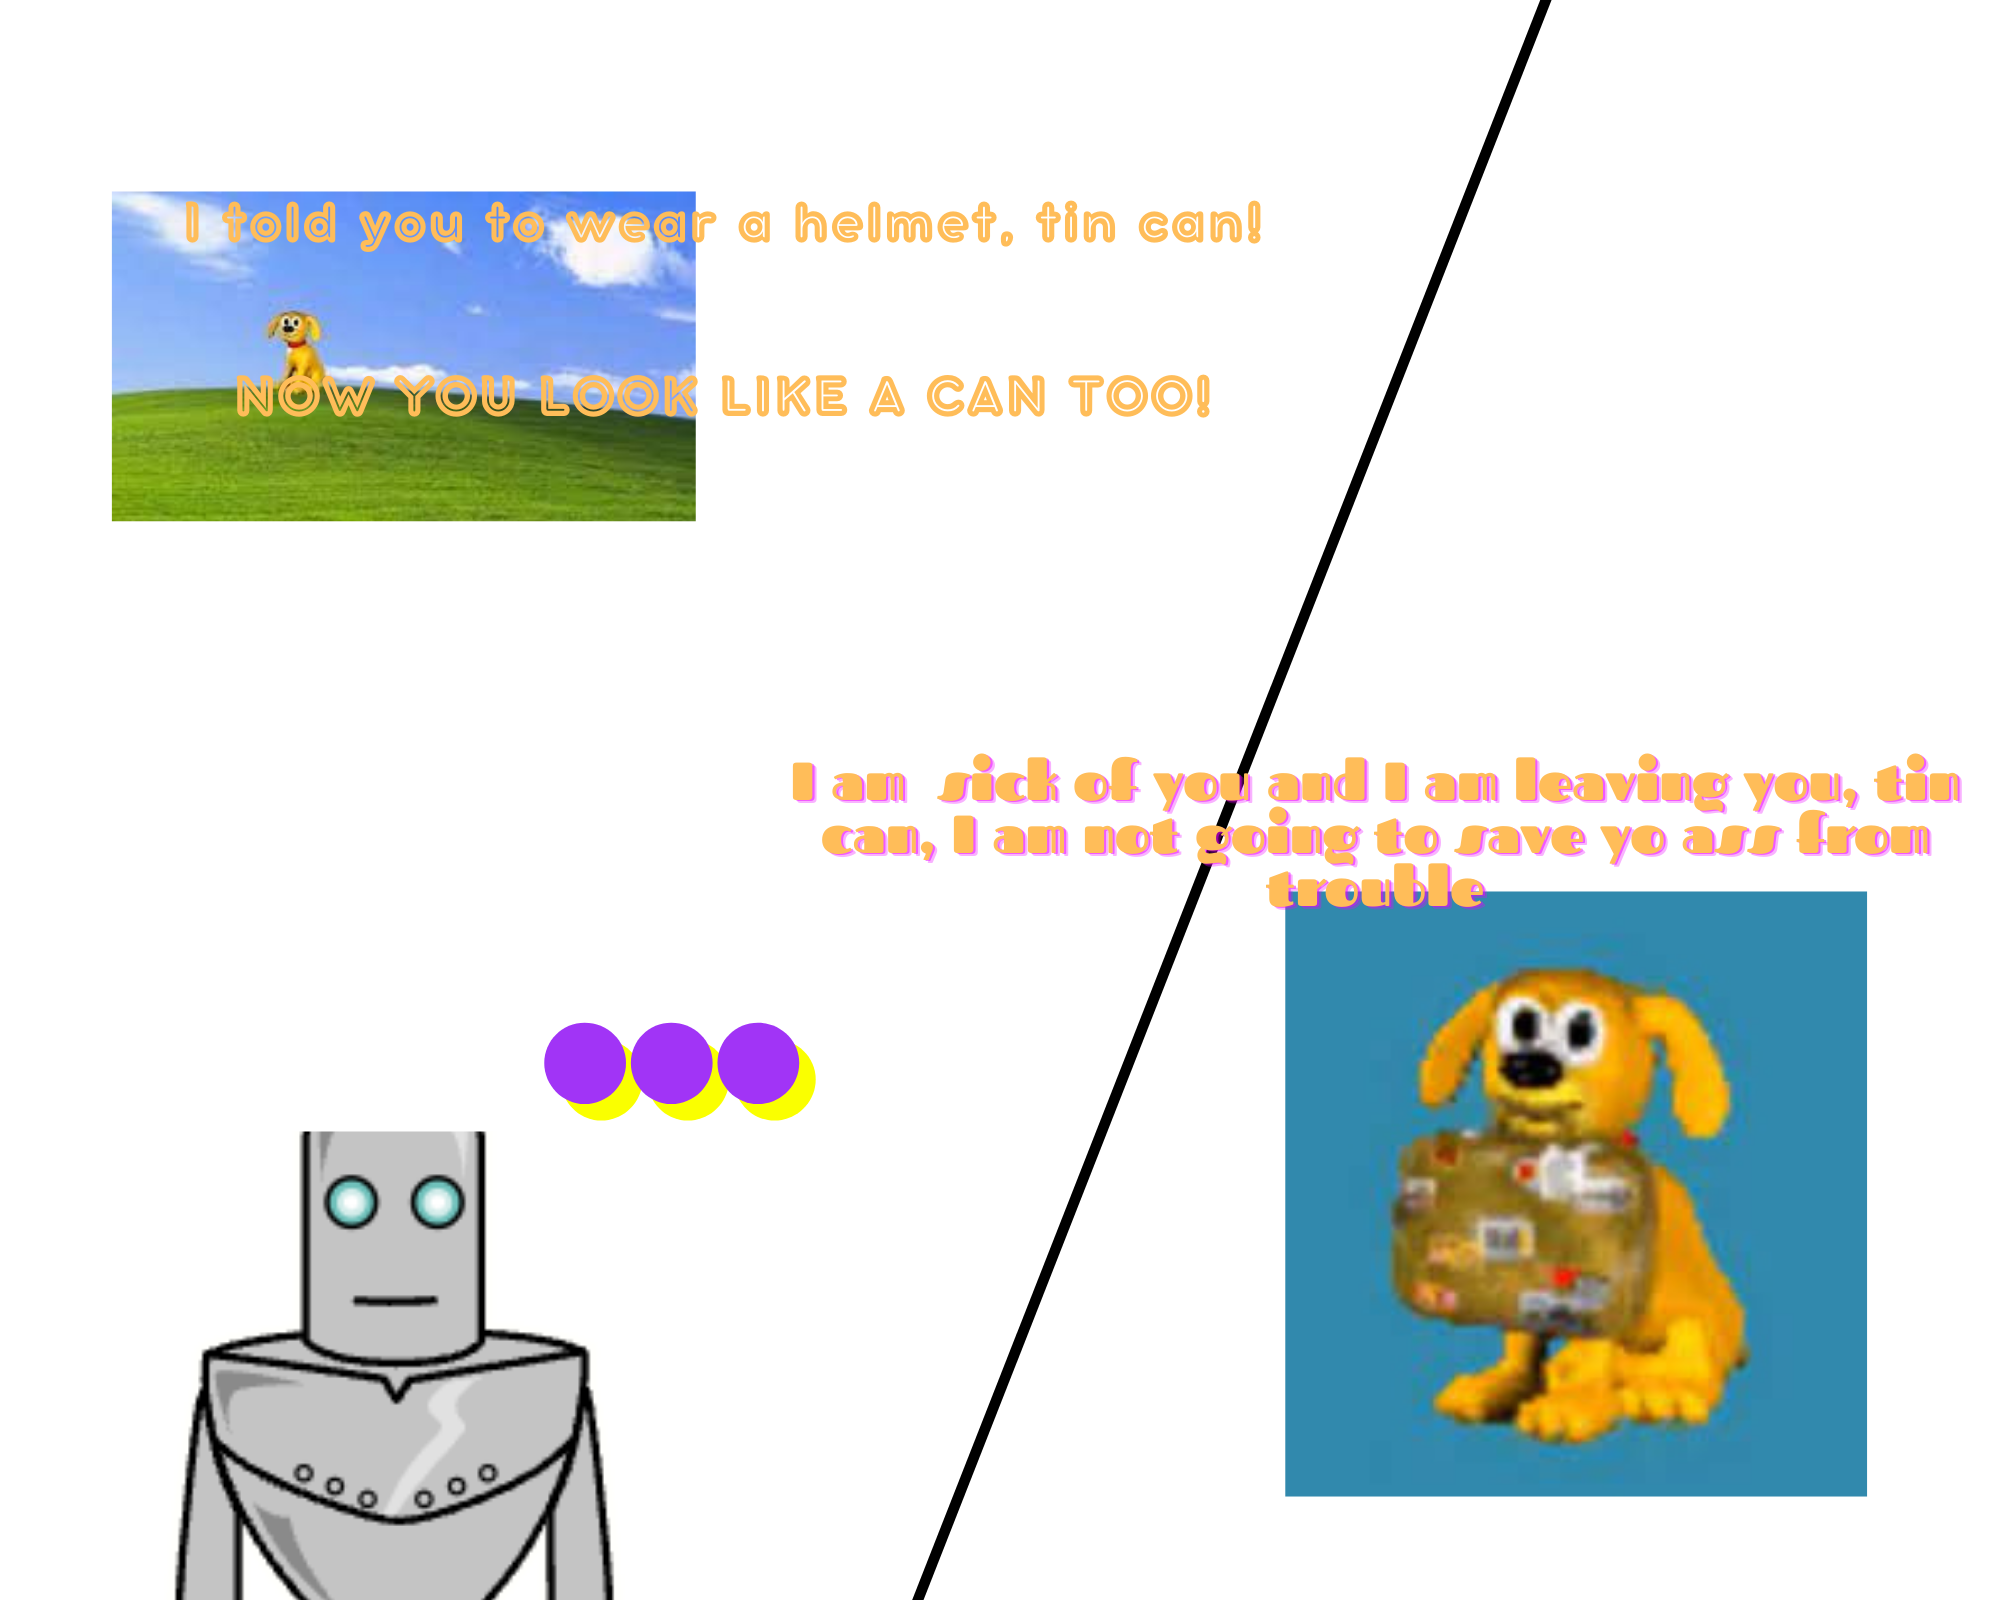 I told you to wear a helmet, tin can!
NOW YOU LOOK LIKE A CAN TOO!
I am sick of you and I am leaving you, tin
can, I am not going to save yo ass from
trouble